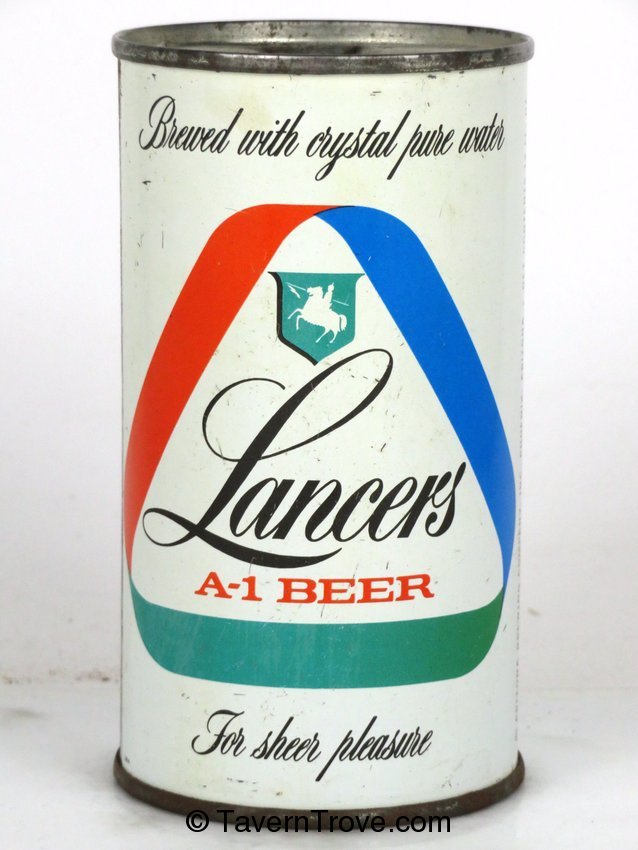 Brewed with crystal pure water
Lancers
A-1 BEER
For sheer pleasure
© TavernTrove.com